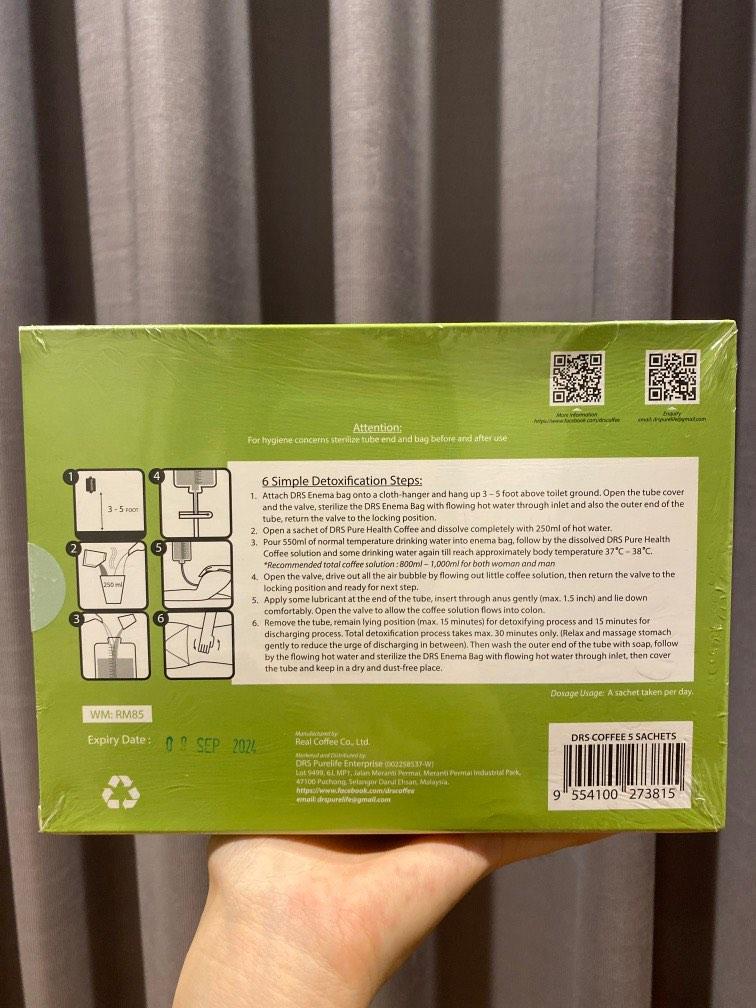 More Information
https://www.facebook.com/drscoffee
Enquiry
email: drspurelife@gmail.com
Attention:
For hygiene concerns sterilize tube end and bag before and after use
1
3 - 5 FOOT
4
2
250 ml
5
3
6
6 Simple Detoxification Steps:
1. Attach DRS Enema bag onto a cloth-hanger and hang up 3 – 5 foot above toilet ground. Open the tube cover
and the valve, sterilize the DRS Enema Bag with flowing hot water through inlet and also the outer end of the
tube, return the valve to the locking position.
2. Open a sachet of DRS Pure Health Coffee and dissolve completely with 250ml of hot water.
3. Pour 550ml of normal temperature drinking water into enema bag, follow by the dissolved DRS Pure Health
Coffee solution and some drinking water again till reach approximately body temperature 37°C – 38°C.
*Recommended total coffee solution : 800ml – 1,000ml for both woman and man
4. Open the valve, drive out all the air bubble by flowing out little coffee solution, then return the valve to the
locking position and ready for next step.
5. Apply some lubricant at the end of the tube, insert through anus gently (max. 1.5 inch) and lie down
comfortably. Open the valve to allow the coffee solution flows into colon.
6. Remove the tube, remain lying position (max. 15 minutes) for detoxifying process and 15 minutes for
discharging process. Total detoxification process takes max. 30 minutes only. (Relax and massage stomach
gently to reduce the urge of discharging in between). Then wash the outer end of the tube with soap, follow
by the flowing hot water and sterilize the DRS Enema Bag with flowing hot water through inlet, then cover
the tube and keep in a dry and dust-free place.
Dosage Usage: A sachet taken per day.
WM: RM85
Expiry Date : 08 SEP 2024
Manufactured by
Real Coffee Co., Ltd.
Marketed and Distributed by
DRS Purelife Enterprise (002258537-W)
Lot 9499, 6J, MP1, Jalan Meranti Permai, Meranti Permai Industrial Park,
47100 Puchong, Selangor Darul Ehsan, Malaysia.
https://www.facebook.com/drscoffee
email: drspurelife@gmail.com
DRS COFFEE 5 SACHETS
9 554100 273815